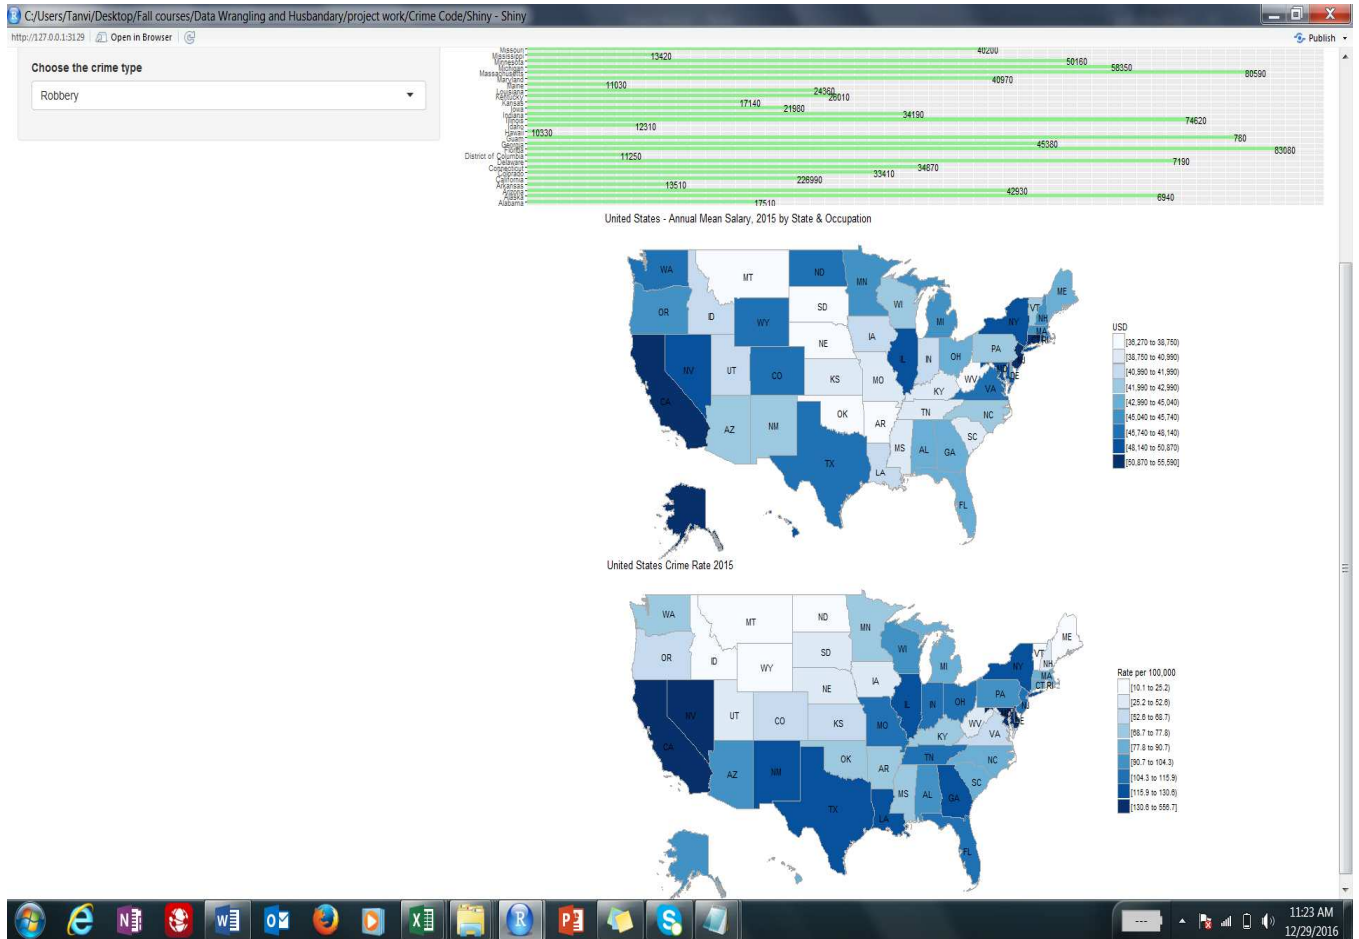 C:/Users/Tanvi/Desktop/Fall courses/Data Wrangling and Husbandary/project work/Crime Code/Shiny - Shiny
http://127.0.0.1:3129 Open in Browser Publish
Choose the crime type
Robbery
Missouri 40200
Mississippi 13420
Minnesota 50160
Michigan 58350
Massachusetts 80590
Maryland 40970
Maine 11030
Louisiana 24360
Kentucky 26010
Kansas 17140
Iowa 21980
Indiana 34190
Illinois 74620
Idaho 12310
Hawaii 10330
Guam 760
Georgia 45380
Florida 83080
District of Columbia 11250
Delaware 7190
Connecticut 34870
Colorado 33410
California 226990
Arkansas 13510
Arizona 42930
Alaska 6940
Alabama 17510
United States - Annual Mean Salary, 2015 by State & Occupation
WA MT ND MN ME
OR ID WY SD WI MI VT NH NY MA CT RI
NV UT CO NE IA IL IN OH PA NJ
CA KS MO KY WV VA MD DE
AZ NM OK AR TN NC SC
TX LA MS AL GA
FL
USD
[36,270 to 38,750)
[38,750 to 40,990)
[40,990 to 41,990)
[41,990 to 42,990)
[42,990 to 45,040)
[45,040 to 45,740)
[45,740 to 48,140)
[48,140 to 50,870)
[50,870 to 55,590]
United States Crime Rate 2015
WA MT ND MN ME
OR ID WY SD WI MI VT NH NY MA CT RI
NV UT CO NE IA IL IN OH PA NJ
CA KS MO KY WV VA DE
AZ NM OK AR TN NC SC
TX LA MS AL GA
FL
Rate per 100,000
[10.1 to 25.2)
[25.2 to 52.6)
[52.6 to 68.7)
[68.7 to 77.8)
[77.8 to 90.7)
[90.7 to 104.3)
[104.3 to 115.9)
[115.9 to 130.6)
[130.6 to 556.7]
11:23 AM
12/29/2016